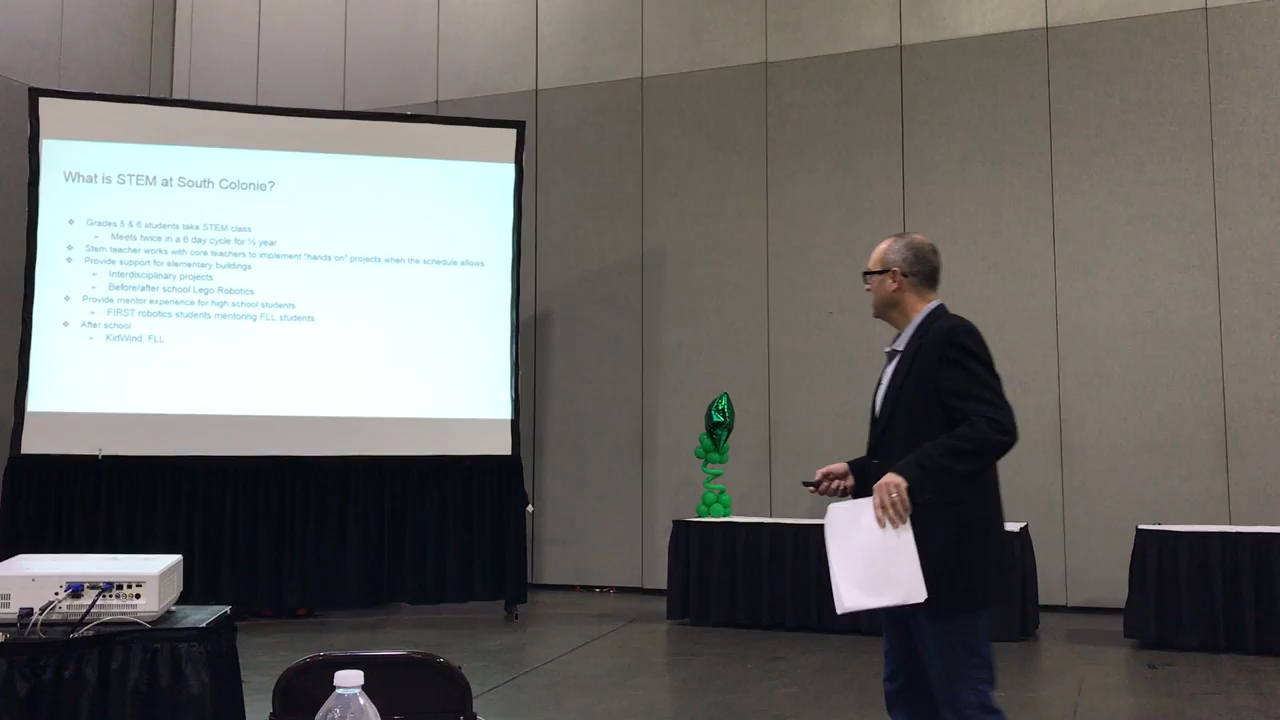 What is STEM at South Colonie?
❖ Grades 5 & 6 students take STEM class
➢ Meets twice in a 6 day cycle for ½ year
❖ Stem teacher works with core teachers to implement "hands on" projects when the schedule allows
❖ Provide support for elementary buildings
➢ Interdisciplinary projects
➢ Before/after school Lego Robotics
❖ Provide mentor experience for high school students
➢ FIRST robotics students mentoring FLL students
❖ After school
➢ KidWind, FLL